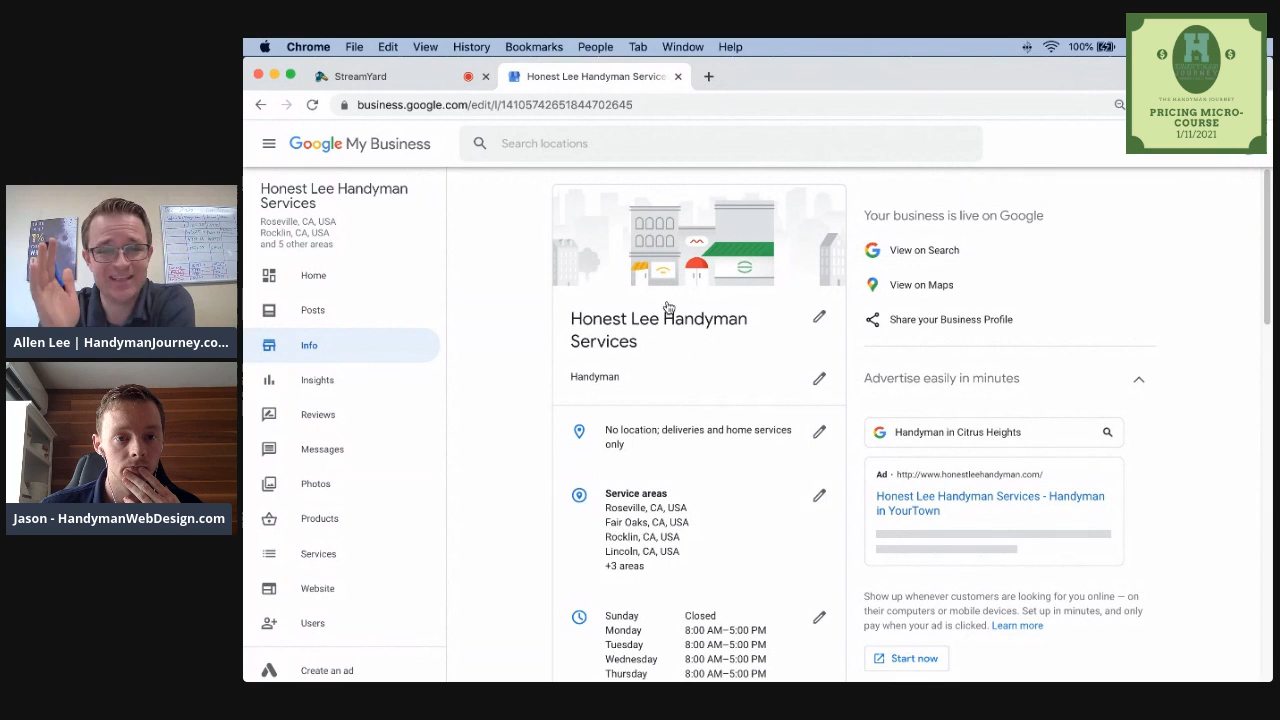 Chrome File Edit View History Bookmarks People Tab Window Help
100%
StreamYard
Honest Lee Handyman Service
business.google.com/edit/l/14105742651844702645
Google My Business
Search locations
THE HANDYMAN JOURNEY
PRICING MICRO-
COURSE
1/11/2021
Honest Lee Handyman
Services
Roseville, CA, USA
Rocklin, CA, USA
and 5 other areas
Home
Posts
Info
Insights
Reviews
Messages
Photos
Products
Services
Website
Users
Create an ad
Honest Lee Handyman
Services
Handyman
No location; deliveries and home services
only
Service areas
Roseville, CA, USA
Fair Oaks, CA, USA
Rocklin, CA, USA
Lincoln, CA, USA
+3 areas
Sunday Closed
Monday 8:00 AM–5:00 PM
Tuesday 8:00 AM–5:00 PM
Wednesday 8:00 AM–5:00 PM
Thursday 8:00 AM–5:00 PM
Your business is live on Google
View on Search
View on Maps
Share your Business Profile
Advertise easily in minutes
Handyman in Citrus Heights
Ad · http://www.honestleehandyman.com/
Honest Lee Handyman Services - Handyman
in YourTown
Show up whenever customers are looking for you online — on
their computers or mobile devices. Set up in minutes, and only
pay when your ad is clicked. Learn more
Start now
Allen Lee | HandymanJourney.co...
Jason - HandymanWebDesign.com